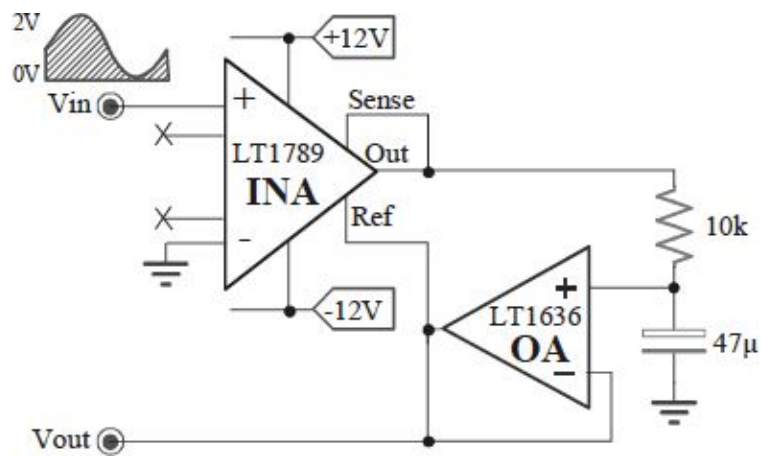 2V
0V
+12V
Vin
+
Sense
LT1789
Out
INA
Ref
-
10k
-12V
+
LT1636
OA
-
47µ
Vout